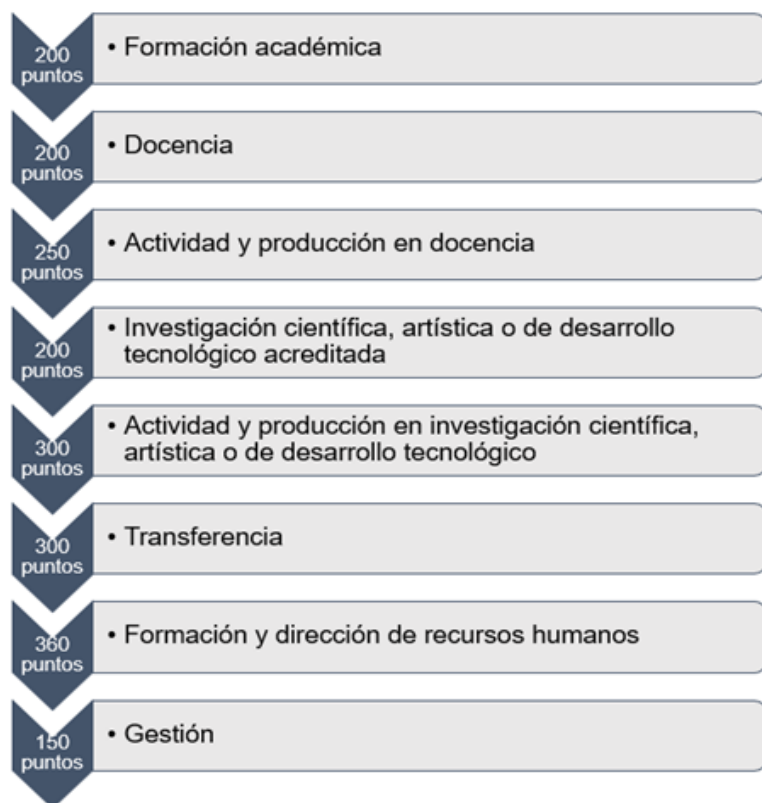 200
puntos
• Formación académica
200
puntos
• Docencia
250
puntos
• Actividad y producción en docencia
200
puntos
• Investigación científica, artística o de desarrollo
tecnológico acreditada
300
puntos
• Actividad y producción en investigación científica,
artística o de desarrollo tecnológico
300
puntos
• Transferencia
360
puntos
• Formación y dirección de recursos humanos
150
puntos
• Gestión